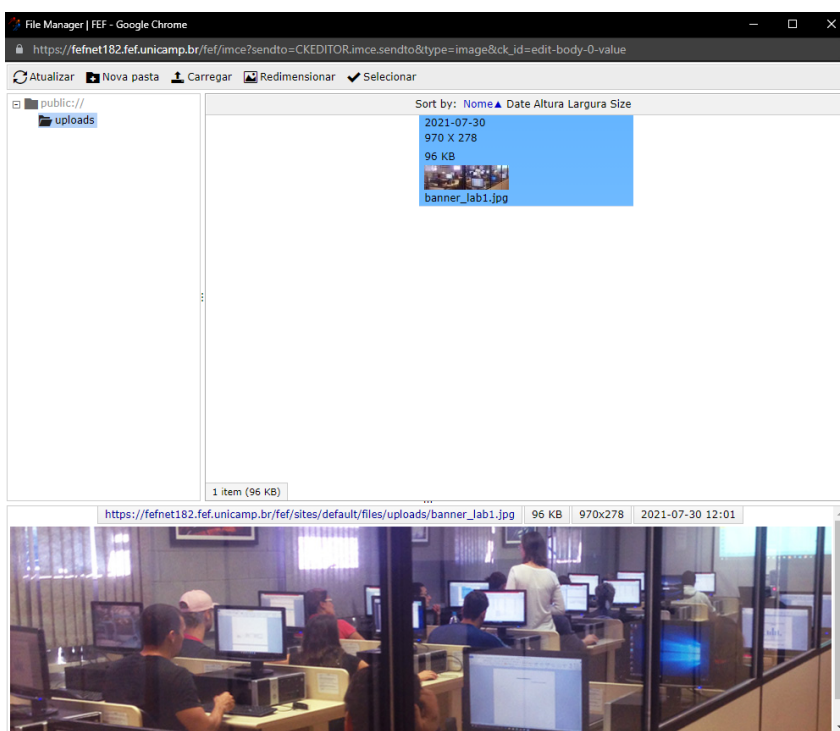 File Manager | FEF - Google Chrome
https://fefnet182.fef.unicamp.br/fef/imce?sendto=CKEDITOR.imce.sendto&type=image&ck_id=edit-body-0-value
Atualizar Nova pasta Carregar Redimensionar Selecionar
public://
uploads
Sort by: Nome▲ Date Altura Largura Size
2021-07-30
970 X 278
96 KB
banner_lab1.jpg
1 item (96 KB)
https://fefnet182.fef.unicamp.br/fef/sites/default/files/uploads/banner_lab1.jpg 96 KB 970x278 2021-07-30 12:01